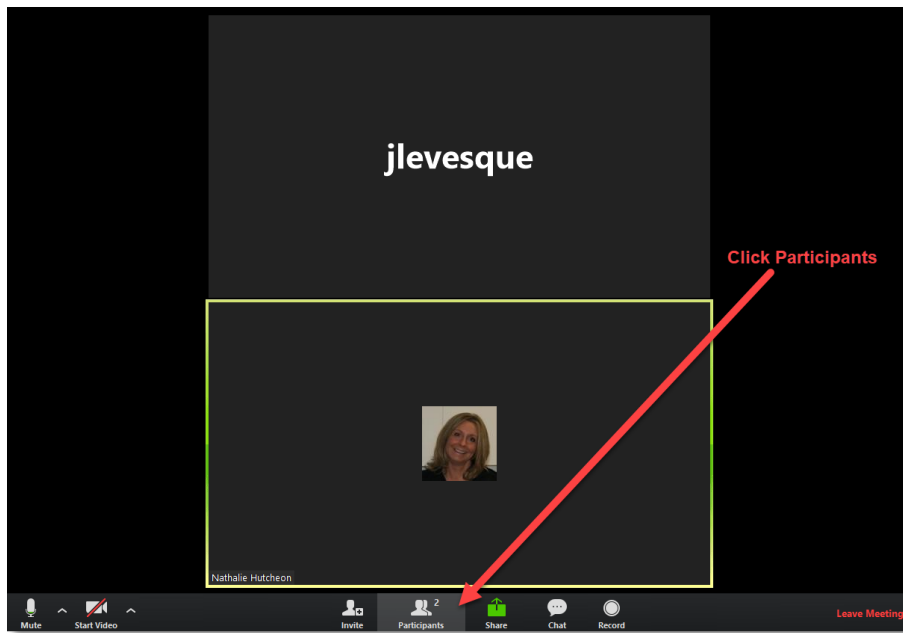 jlevesque
Click Participants
Nathalie Hutcheon
2
Mute
Start Video
Invite
Participants
Share
Chat
Record
Leave Meeting